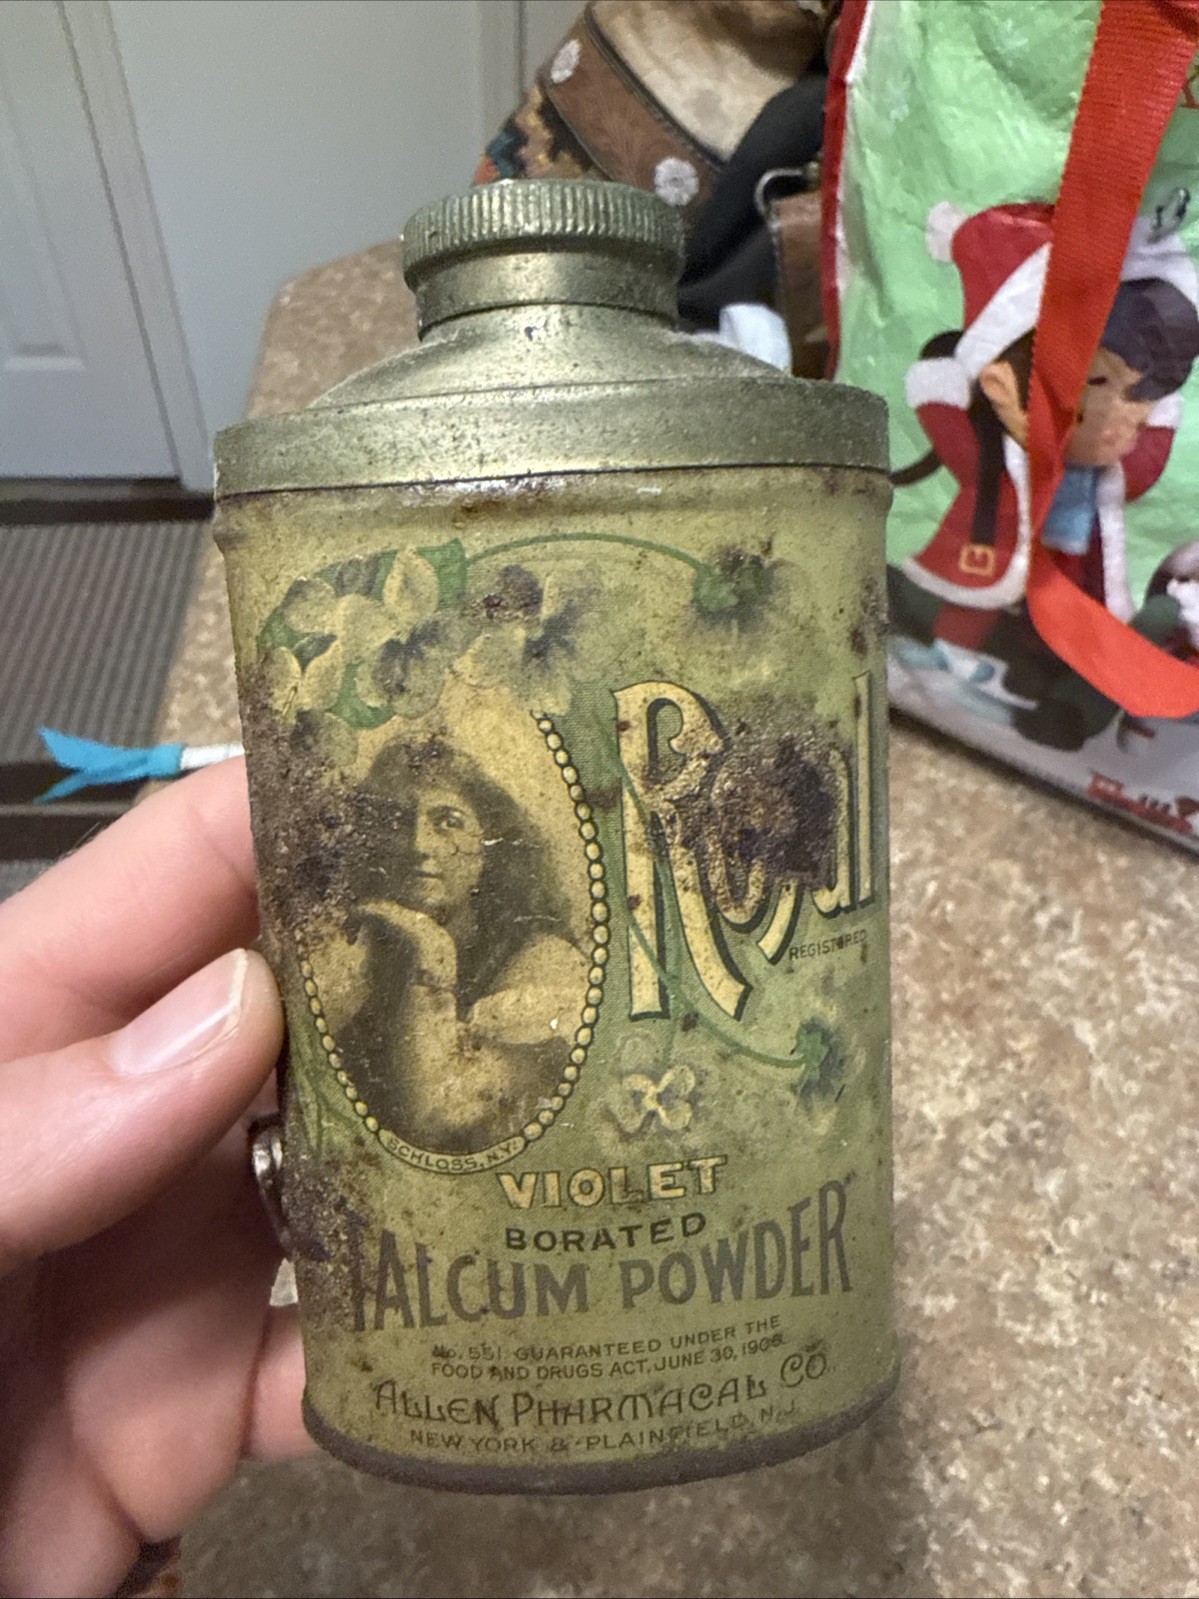 Royal
REGISTERED
SCHLOSS, N.Y.
VIOLET
BORATED
TALCUM POWDER
No. 551. GUARANTEED UNDER THE
FOOD AND DRUGS ACT, JUNE 30, 1906.
ALLEN PHARMACAL CO.
NEW YORK & PLAINFIELD, N.J.